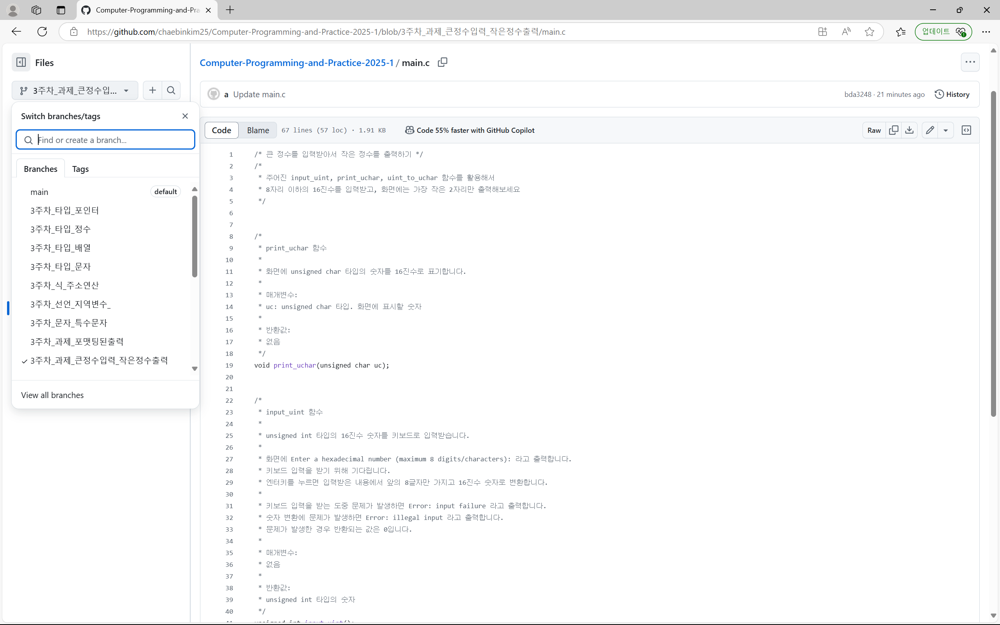 Computer-Programming-and-Pra
https://github.com/chaebinkim25/Computer-Programming-and-Practice-2025-1/blob/3주차_과제_큰정수입력_작은정수출력/main.c
업데이트
Files
3주차_과제_큰정수입...
Switch branches/tags
Find or create a branch...
Branches
Tags
main
default
3주차_타입_포인터
3주차_타입_정수
3주차_타입_배열
3주차_타입_문자
3주차_식_주소연산
3주차_선언_지역변수_
3주차_문자_특수문자
3주차_과제_포맷팅된출력
3주차_과제_큰정수입력_작은정수출력
View all branches
Computer-Programming-and-Practice-2025-1 / main.c
a Update main.c
bda3248 · 21 minutes ago
History
Code
Blame
67 lines (57 loc) · 1.91 KB
Code 55% faster with GitHub Copilot
Raw
1 /* 큰 정수를 입력받아서 작은 정수를 출력하기 */
2 /*
3 * 주어진 input_uint, print_uchar, uint_to_uchar 함수를 활용해서
4 * 8자리 이하의 16진수를 입력받고, 화면에는 가장 작은 2자리만 출력해보세요
5 */
6
7
8 /*
9 * print_uchar 함수
10 *
11 * 화면에 unsigned char 타입의 숫자를 16진수로 표기합니다.
12 *
13 * 매개변수:
14 * uc: unsigned char 타입. 화면에 표시할 숫자
15 *
16 * 반환값:
17 * 없음
18 */
19 void print_uchar(unsigned char uc);
20
21
22 /*
23 * input_uint 함수
24 *
25 * unsigned int 타입의 16진수 숫자를 키보드로 입력받습니다.
26 *
27 * 화면에 Enter a hexadecimal number (maximum 8 digits/characters): 라고 출력합니다.
28 * 키보드 입력을 받기 위해 기다립니다.
29 * 엔터키를 누르면 입력받은 내용에서 앞의 8글자만 가지고 16진수 숫자로 변환합니다.
30 *
31 * 키보드 입력을 받는 도중 문제가 발생하면 Error: input failure 라고 출력합니다.
32 * 숫자 변환에 문제가 발생하면 Error: illegal input 라고 출력합니다.
33 * 문제가 발생한 경우 반환되는 값은 0입니다.
34 *
35 * 매개변수:
36 * 없음
37 *
38 * 반환값:
39 * unsigned int 타입의 숫자
40 */
41 unsigned int input_uint();